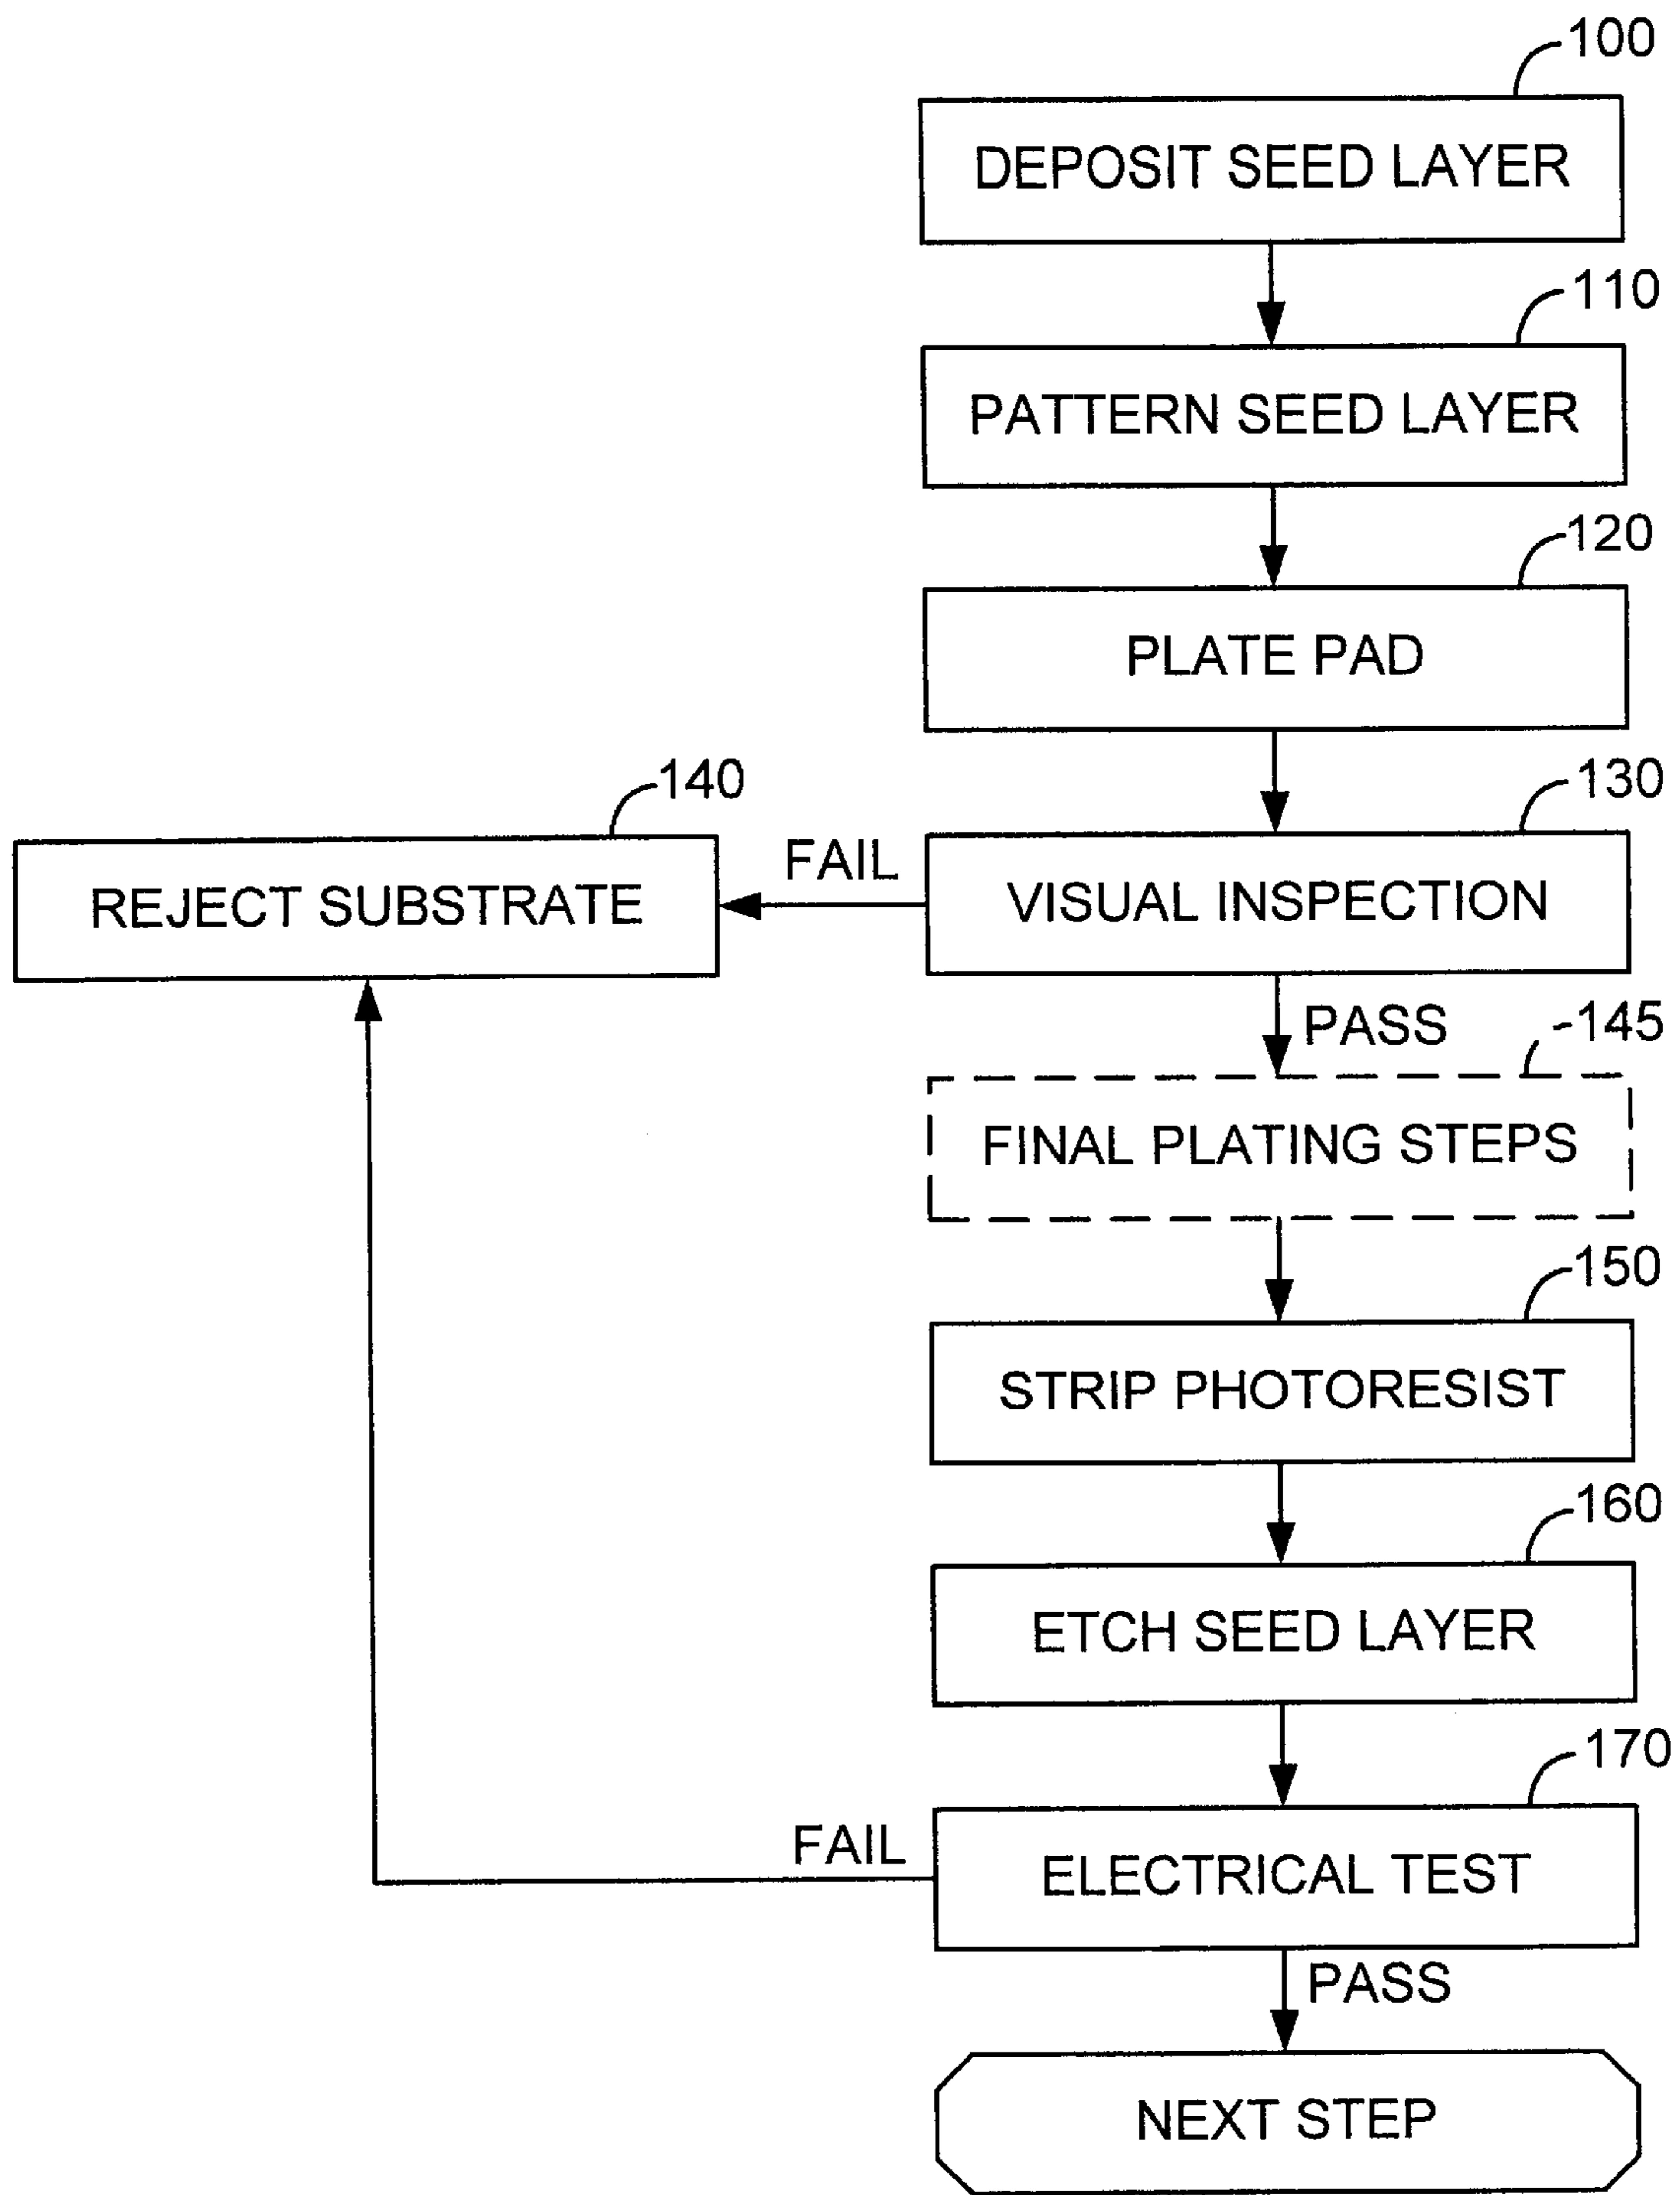 100
DEPOSIT SEED LAYER
110
PATTERN SEED LAYER
120
PLATE PAD
130
140
FAIL
REJECT SUBSTRATE
VISUAL INSPECTION
PASS
145
FINAL PLATING STEPS
150
STRIP PHOTORESIST
160
ETCH SEED LAYER
170
FAIL
ELECTRICAL TEST
PASS
NEXT STEP